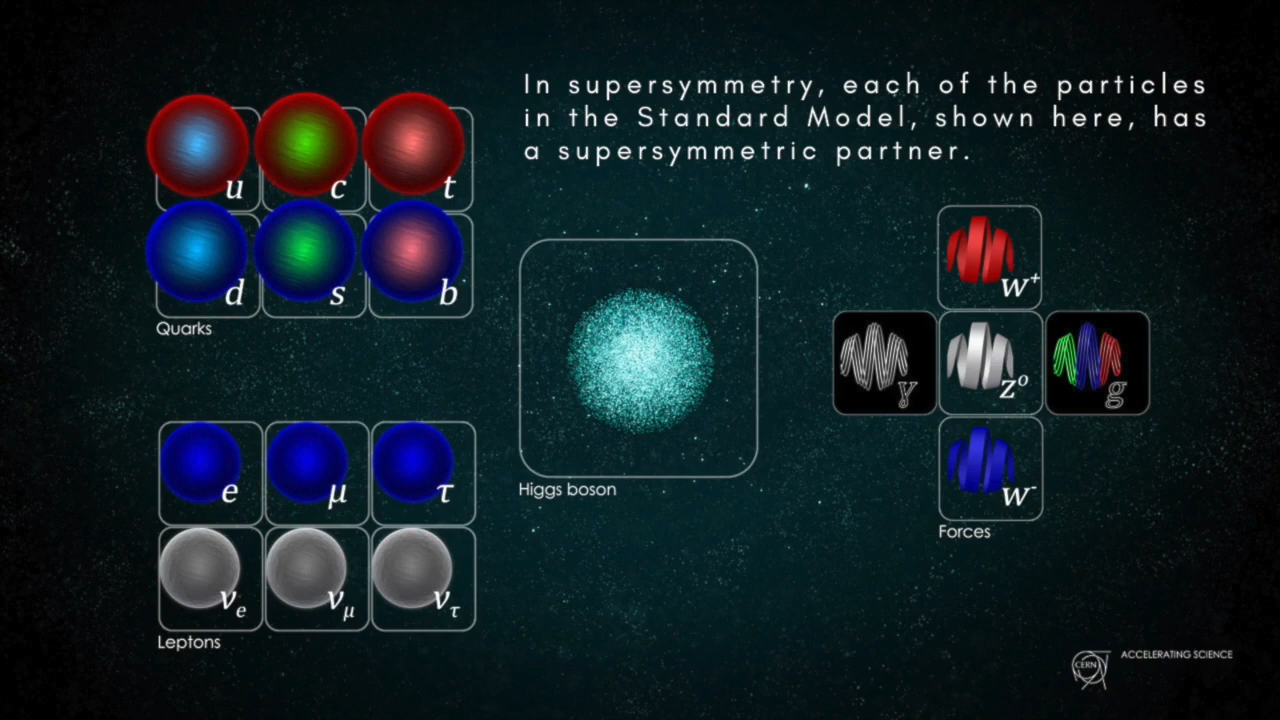 In supersymmetry, each of the particles
in the Standard Model, shown here, has
a supersymmetric partner.
u
c
t
d
s
b
Quarks
e
μ
τ
νe
νμ
ντ
Leptons
Higgs boson
W+
γ
Z0
g
W-
Forces
CERN
ACCELERATING SCIENCE